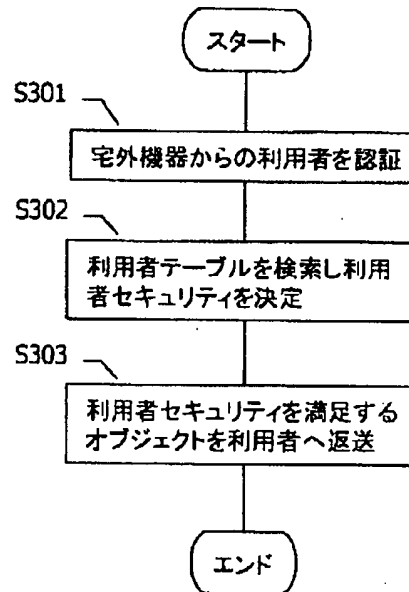 スタート
S301
宅外機器からの利用者を認証
S302
利用者テーブルを検索し利用
者セキュリティを決定
S303
利用者セキュリティを満足する
オブジェクトを利用者へ返送
エンド